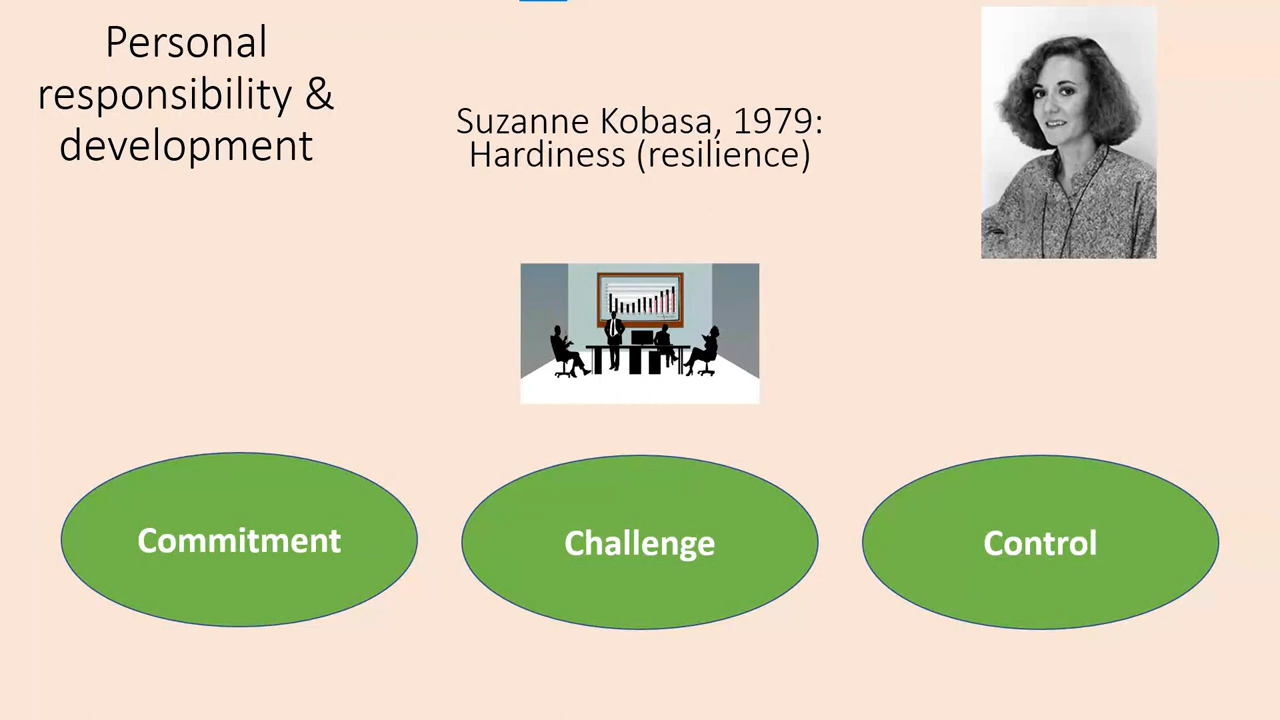 Personal
responsibility &
development
Suzanne Kobasa, 1979:
Hardiness (resilience)
Commitment
Challenge
Control